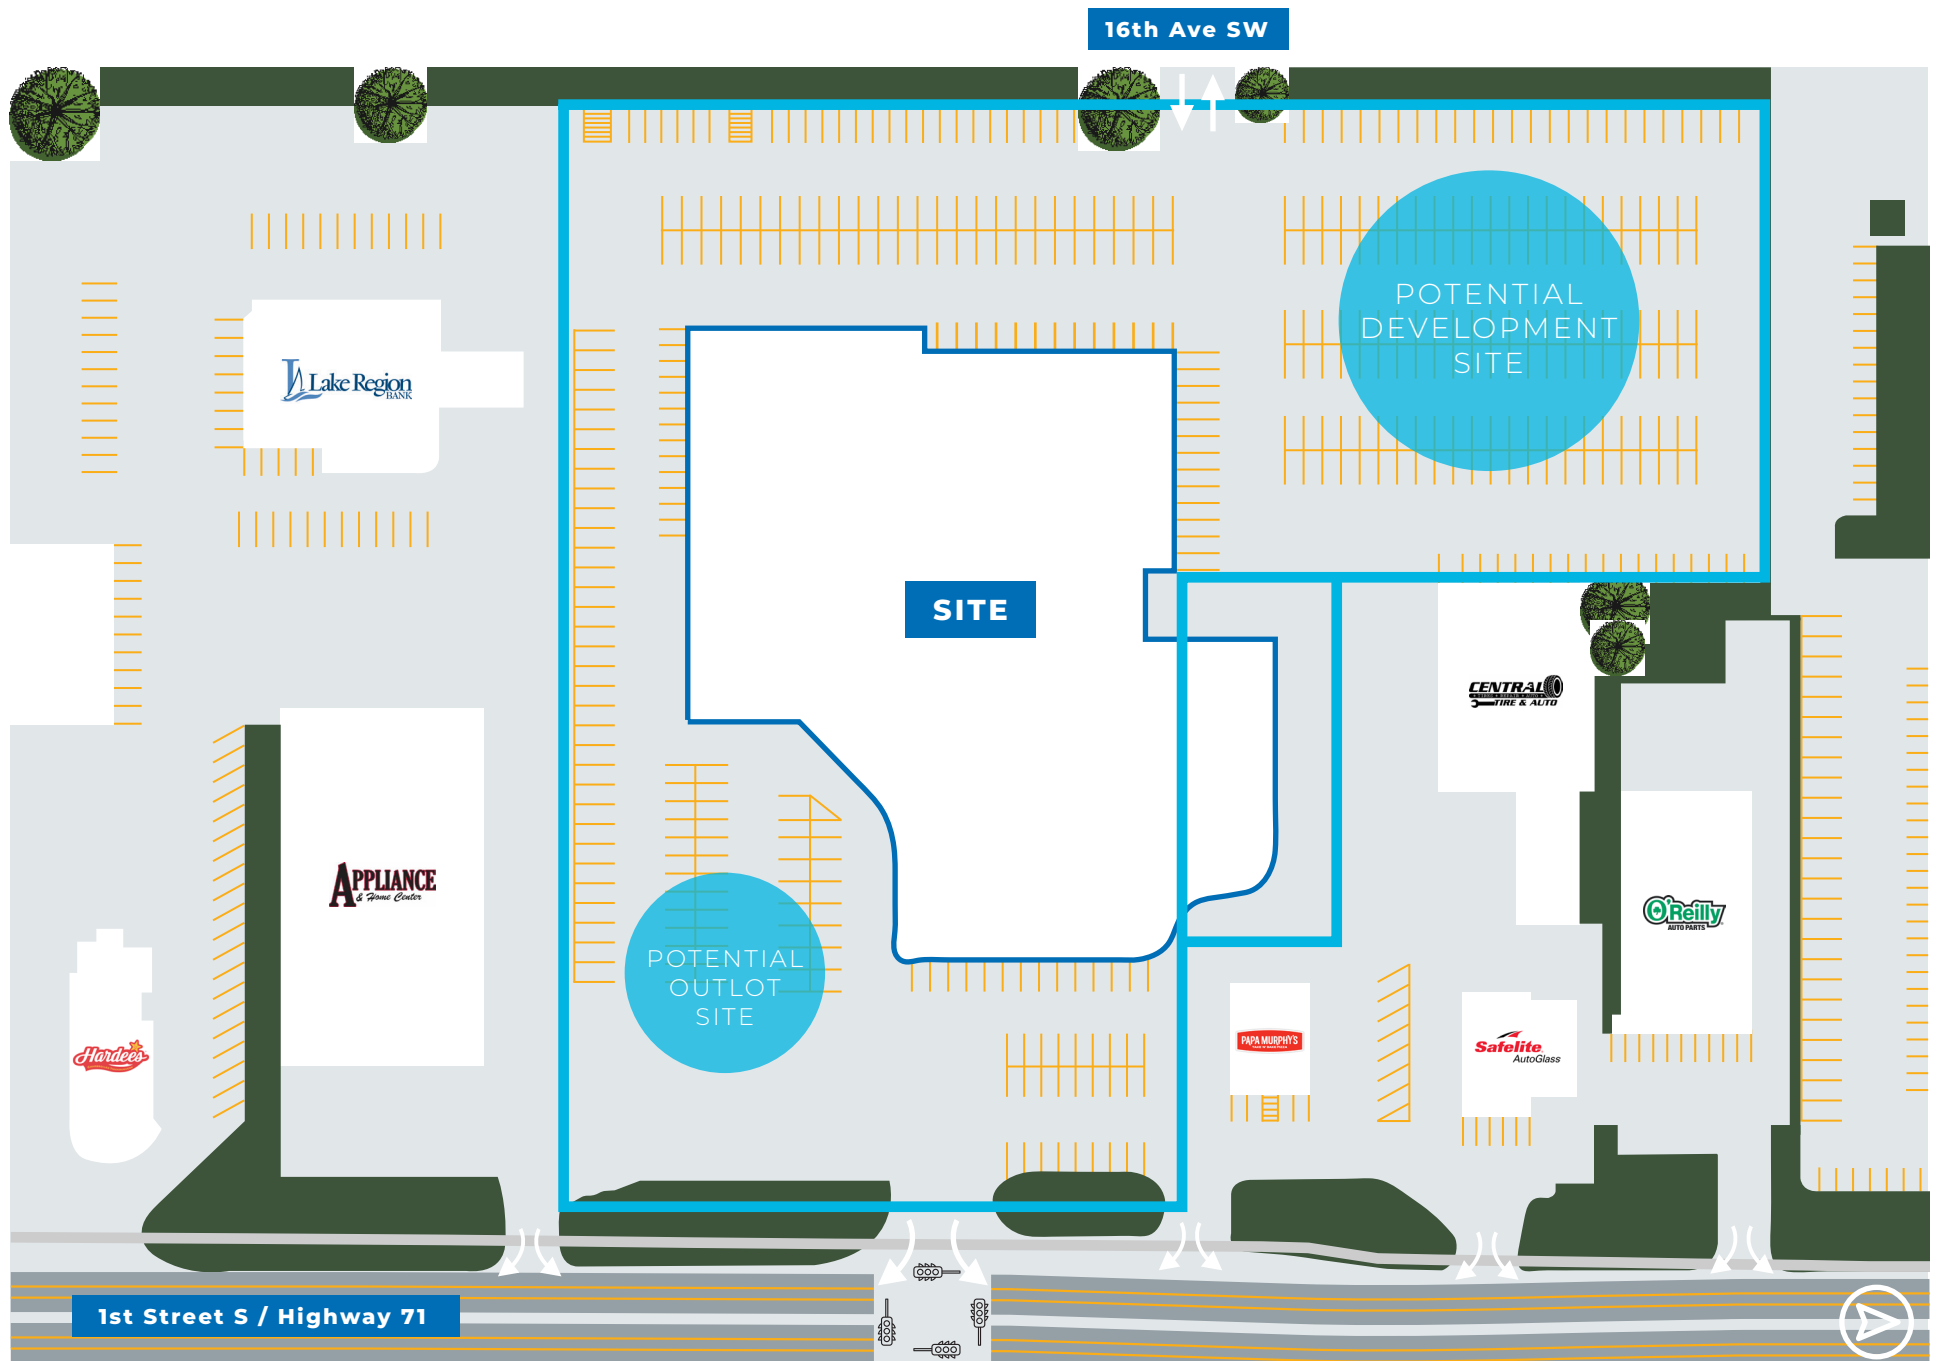 16th Ave SW
POTENTIAL
DEVELOPMENT
SITE
Lake Region
BANK
SITE
CENTRAL
TIRE & AUTO
APPLIANCE
& Home Center
O'Reilly
AUTO PARTS
POTENTIAL
OUTLOT
SITE
Hardee's
PAPA MURPHY'S
Safelite
AutoGlass
1st Street S / Highway 71